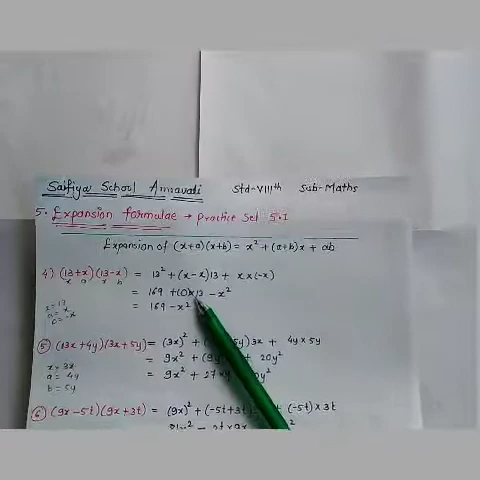 Saifiya School Amravati Std-VIIIth Sub-Maths
5. Expansion formulae → Practice Set 5.1
Expansion of (x+a)(x+b) = x² + (a+b)x + ab
4) (13+x)(13-x) = 13² + (x-x)13 + x×(-x)
x a x b
= 169 + (0)×13 - x²
x=13
a=x
b=-x
= 169 - x²
⑤ (3x+4y)(3x+5y) = (3x)² + ( 5y)3x + 4y×5y
x = 3x
= 9x² + (9y 20y²
a = 4y
= 9x² + 27xy 0y²
b = 5y
⑥ (9x-5t)(9x+3t) = (9x)² + (-5t+3t) + (-5t)×3t